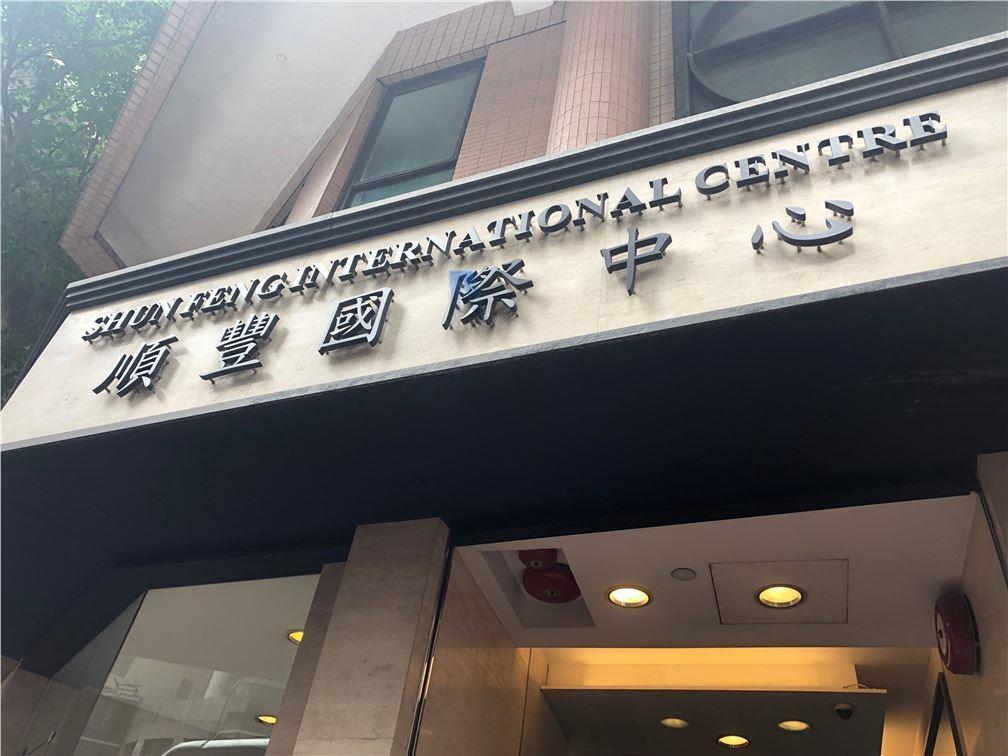 SHUN FENG INTERNATIONAL CENTRE
順豐國際中心